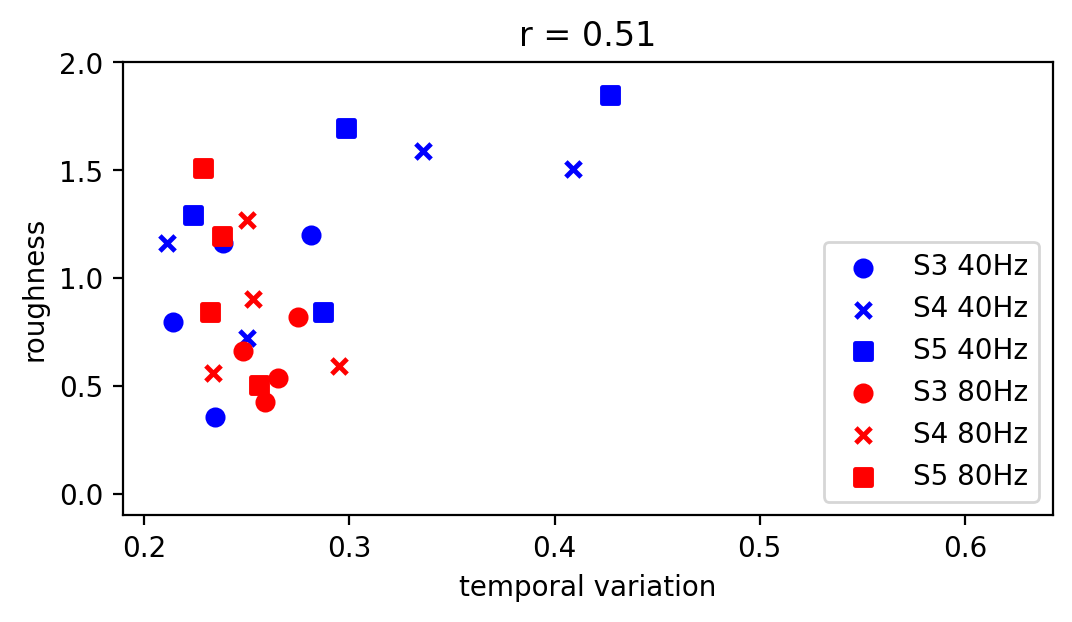 r = 0.51
2.0
1.5
1.0
0.5
0.0
roughness
0.2 0.3 0.4 0.5 0.6
temporal variation
S3 40Hz
S4 40Hz
S5 40Hz
S3 80Hz
S4 80Hz
S5 80Hz